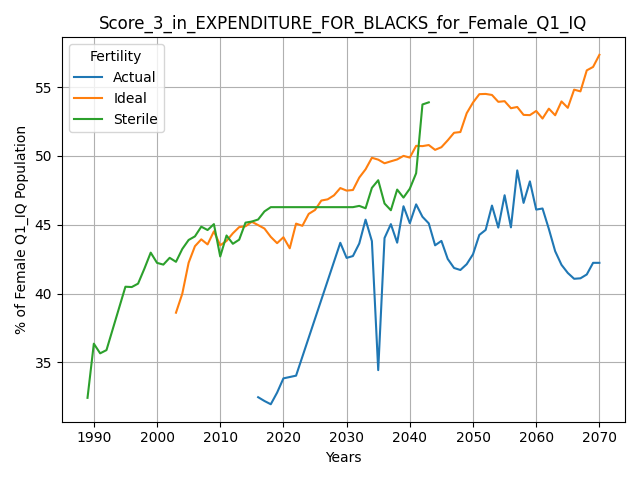 Score_3_in_EXPENDITURE_FOR_BLACKS_for_Female_Q1_IQ
Fertility
Actual
Ideal
Sterile
% of Female Q1_IQ Population
55
50
45
40
35
1990 2000 2010 2020 2030 2040 2050 2060 2070
Years